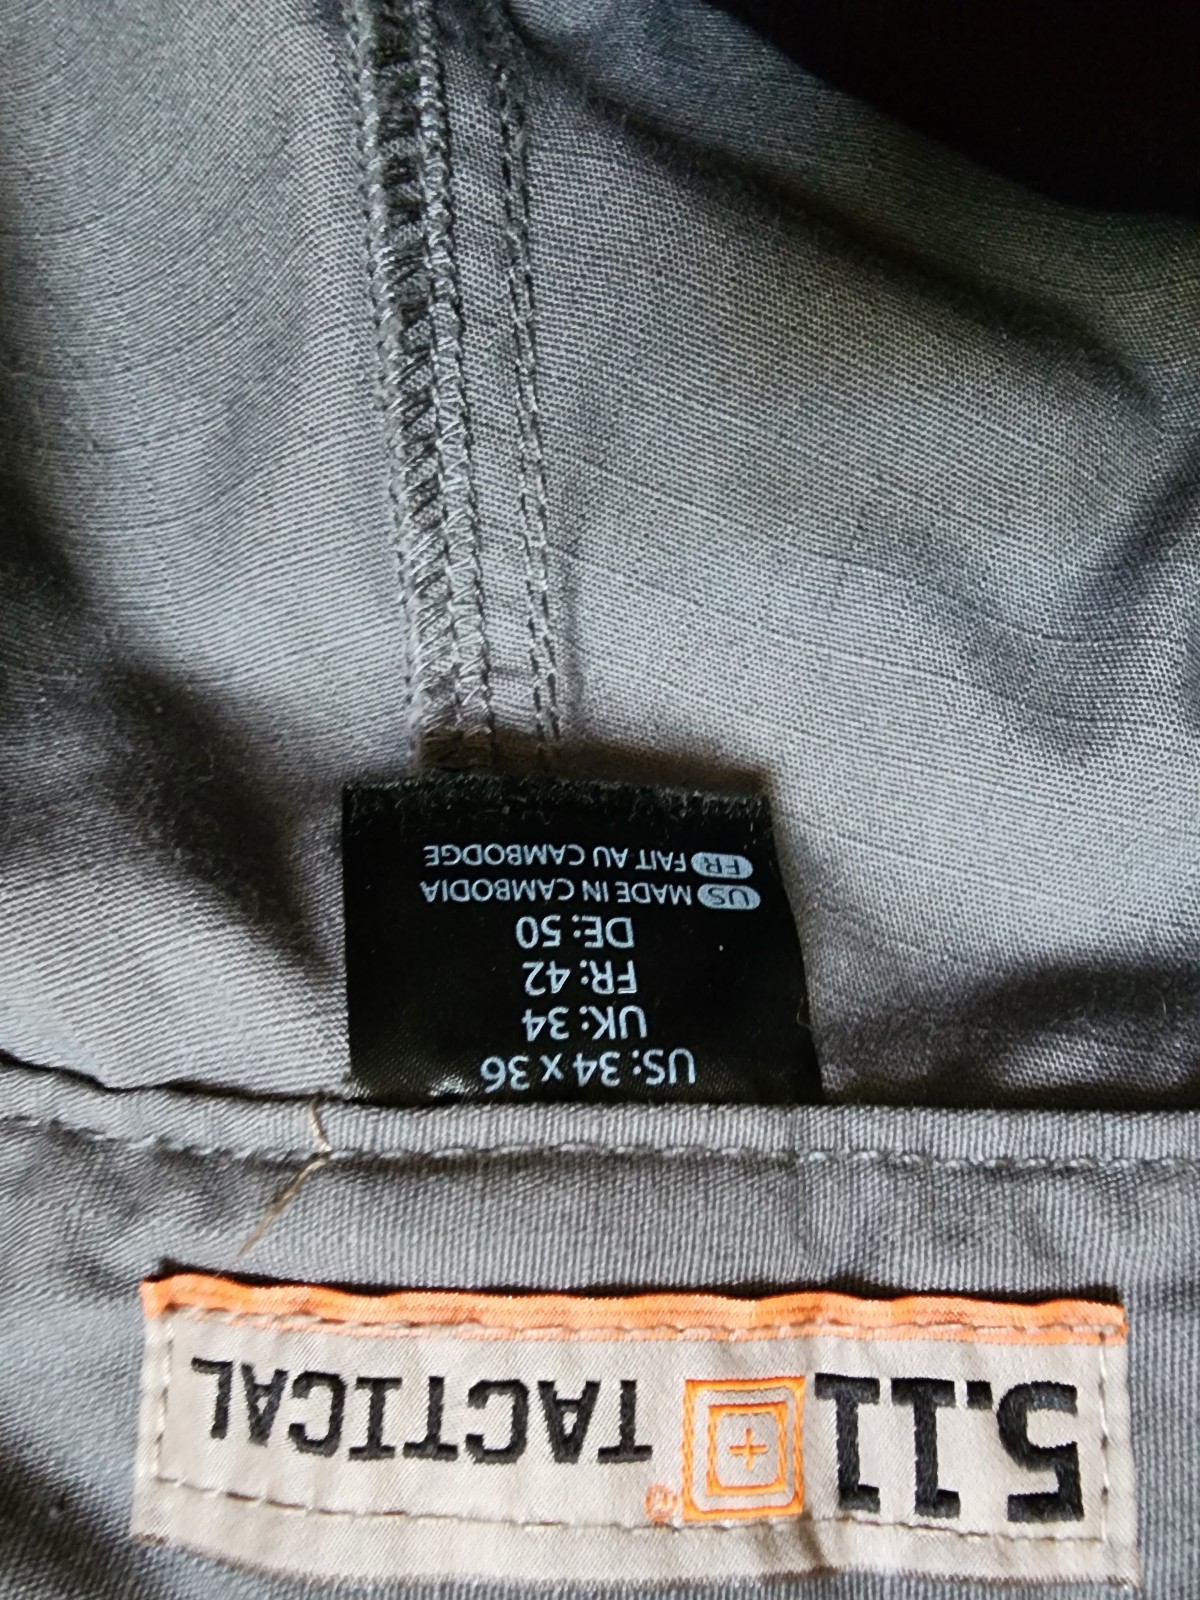 5.11 TACTICAL ®
US: 34 x 36
UK: 34
FR: 42
DE: 50
US MADE IN CAMBODIA
FR FAIT AU CAMBODGE